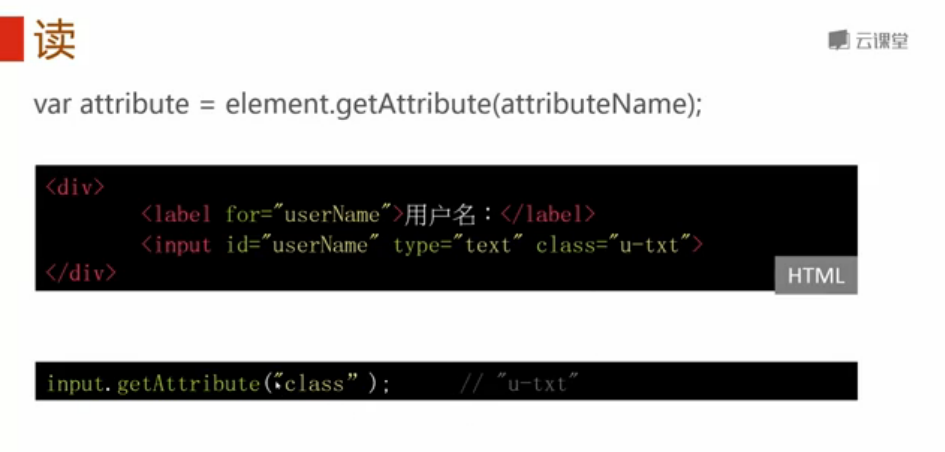 读
云课堂
var attribute = element.getAttribute(attributeName);
<div>
<label for="userName">用户名：</label>
<input id="userName" type="text" class="u-txt">
</div>
HTML
input.getAttribute("class” );     // "u-txt"